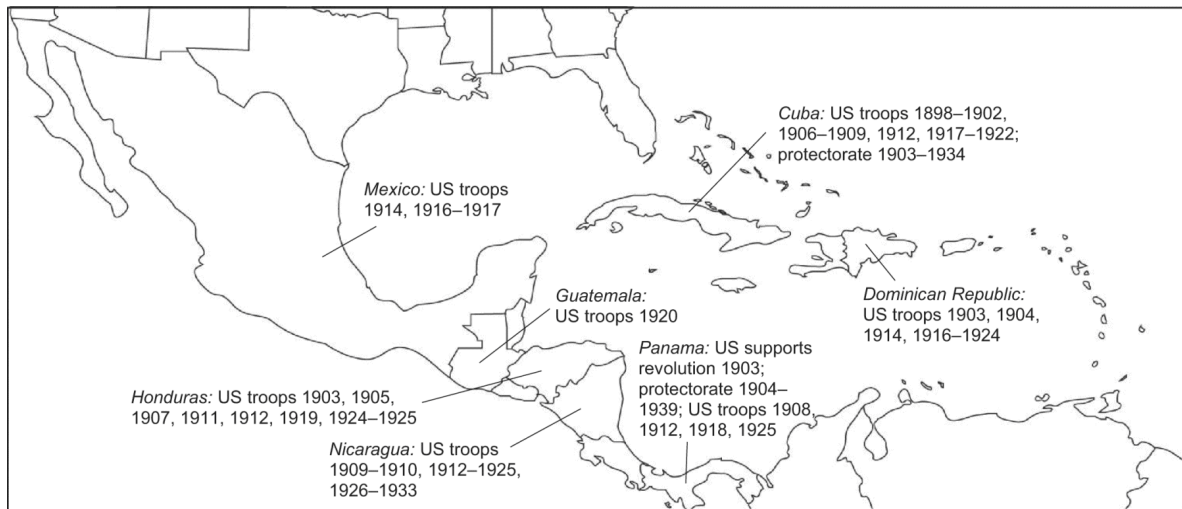 Cuba: US troops 1898–1902,
1906–1909, 1912, 1917–1922;
protectorate 1903–1934
Mexico: US troops
1914, 1916–1917
Guatemala:
US troops 1920
Dominican Republic:
US troops 1903, 1904,
1914, 1916–1924
Panama: US supports
revolution 1903;
protectorate 1904–
1939; US troops 1908,
1912, 1918, 1925
Honduras: US troops 1903, 1905,
1907, 1911, 1912, 1919, 1924–1925
Nicaragua: US troops
1909–1910, 1912–1925,
1926–1933